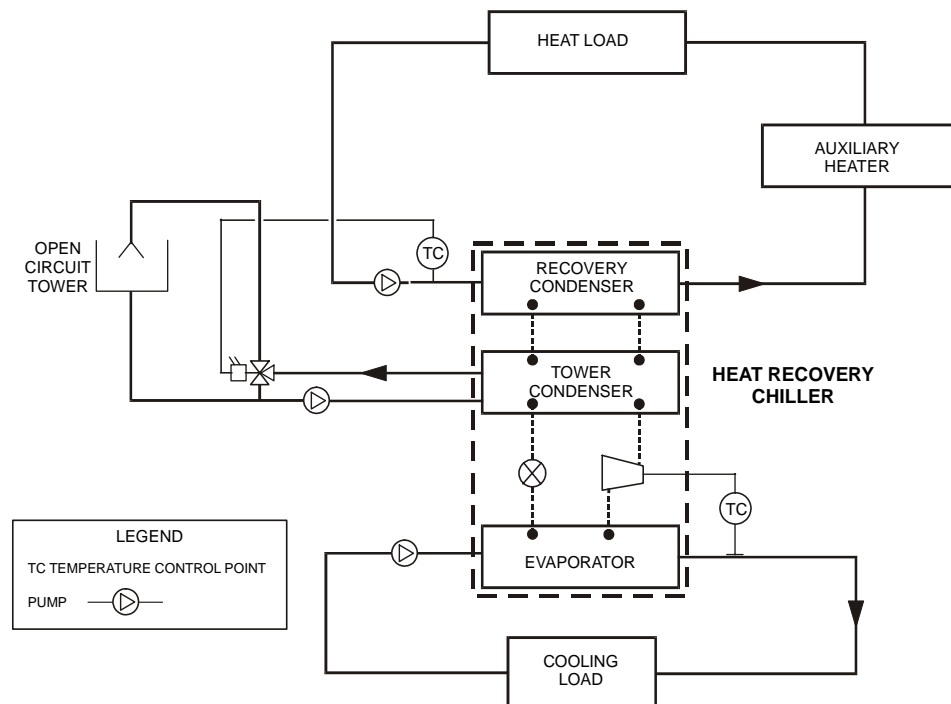 HEAT LOAD
AUXILIARY
HEATER
OPEN
CIRCUIT
TOWER
TC
RECOVERY
CONDENSER
TOWER
CONDENSER
HEAT RECOVERY
CHILLER
TC
EVAPORATOR
LEGEND
TC TEMPERATURE CONTROL POINT
PUMP
COOLING
LOAD